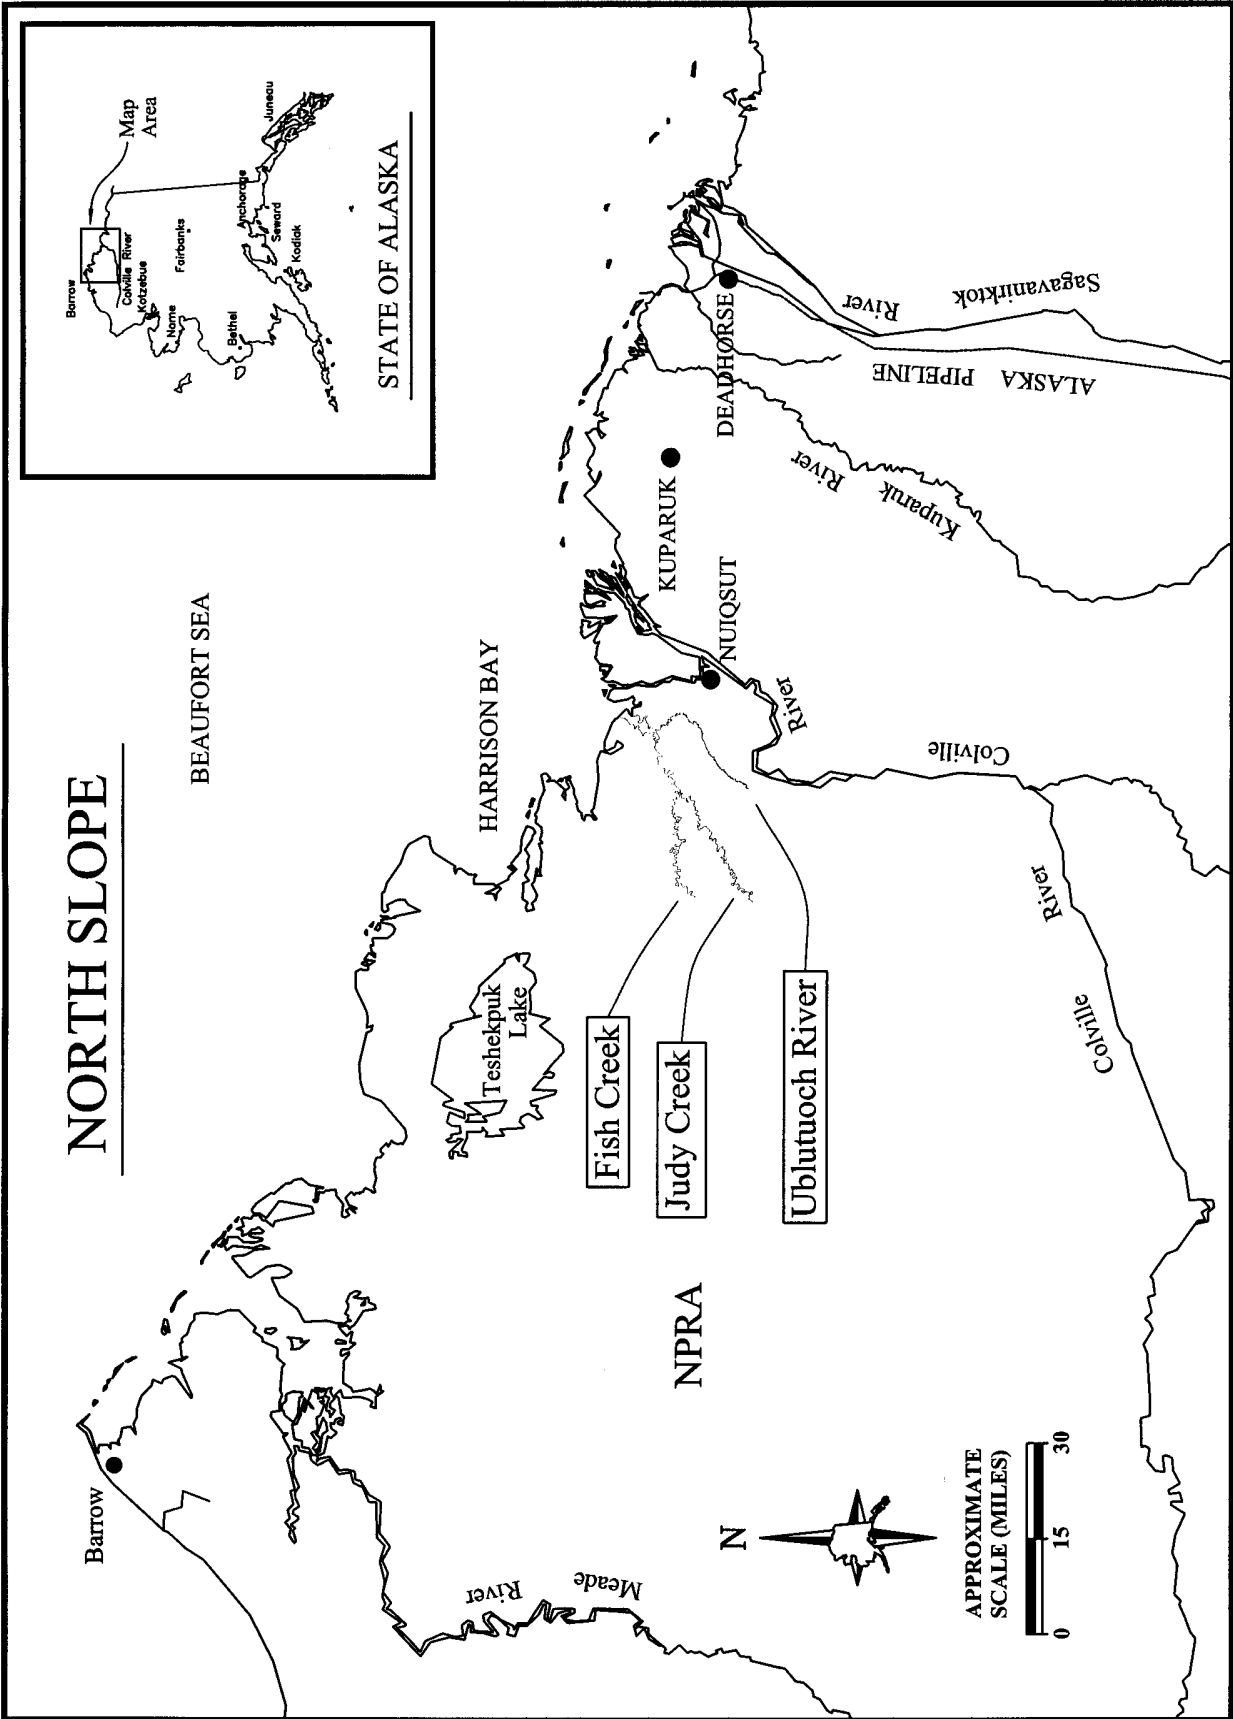 NORTH SLOPE
BEAUFORT SEA
HARRISON BAY
Barrow
Teshekpuk
Lake
Fish Creek
Judy Creek
Ublutuoch River
NPRA
KUPARUK
NUIQSUT
DEADHORSE
Colville
River
Colville
River
Kuparuk
River
Sagavanirktok
River
ALASKA PIPELINE
Meade
River
N
APPROXIMATE
SCALE (MILES)
0 15 30
Map
Area
Barrow
Colville River
Kotzebue
Nome
Fairbanks
Bethel
Anchorage
Seward
Kodiak
Juneau
STATE OF ALASKA